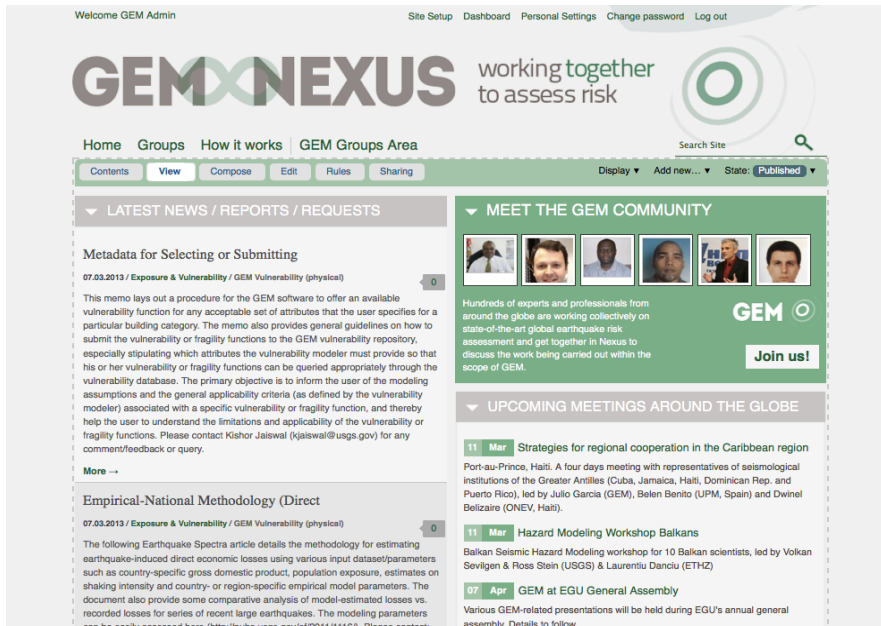 Welcome GEM Admin
Site Setup Dashboard Personal Settings Change password Log out
GEM NEXUS
working together
to assess risk
Home Groups How it works GEM Groups Area
Search Site
Contents View Compose Edit Rules Sharing
Display ▼ Add new... ▼ State: Published ▼
LATEST NEWS / REPORTS / REQUESTS
Metadata for Selecting or Submitting
07.03.2013 / Exposure & Vulnerability / GEM Vulnerability (physical)
0
This memo lays out a procedure for the GEM software to offer an available
vulnerability function for any acceptable set of attributes that the user specifies for a
particular building category. The memo also provides general guidelines on how to
submit the vulnerability or fragility functions to the GEM vulnerability repository,
especially stipulating which attributes the vulnerability modeler must provide so that
his or her vulnerability or fragility functions can be queried appropriately through the
vulnerability database. The primary objective is to inform the user of the modeling
assumptions and the general applicability criteria (as defined by the vulnerability
modeler) associated with a specific vulnerability or fragility function, and thereby
help the user to understand the limitations and applicability of the vulnerability or
fragility functions. Please contact Kishor Jaiswal (kjaiswal@usgs.gov) for any
comment/feedback or query.
More →
Empirical-National Methodology (Direct
07.03.2013 / Exposure & Vulnerability / GEM Vulnerability (physical)
0
The following Earthquake Spectra article details the methodology for estimating
earthquake-induced direct economic losses using various input dataset/parameters
such as country-specific gross domestic product, population exposure, estimates on
shaking intensity and country- or region-specific empirical model parameters. The
document also provide some comparative analysis of model-estimated losses vs.
recorded losses for series of recent large earthquakes. The modeling parameters
MEET THE GEM COMMUNITY
Hundreds of experts and professionals from
around the globe are working collectively on
state-of-the-art global earthquake risk
assessment and get together in Nexus to
discuss the work being carried out within the
scope of GEM.
GEM
Join us!
UPCOMING MEETINGS AROUND THE GLOBE
11 Mar Strategies for regional cooperation in the Caribbean region
Port-au-Prince, Haiti. A four days meeting with representatives of seismological
institutions of the Greater Antilles (Cuba, Jamaica, Haiti, Dominican Rep. and
Puerto Rico), led by Julio Garcia (GEM), Belen Benito (UPM, Spain) and Dwinel
Belizaire (ONEV, Haiti).
11 Mar Hazard Modeling Workshop Balkans
Balkan Seismic Hazard Modeling workshop for 10 Balkan scientists, led by Volkan
Sevilgen & Ross Stein (USGS) & Laurentiu Danciu (ETHZ)
07 Apr GEM at EGU General Assembly
Various GEM-related presentations will be held during EGU's annual general
assembly. Details to follow